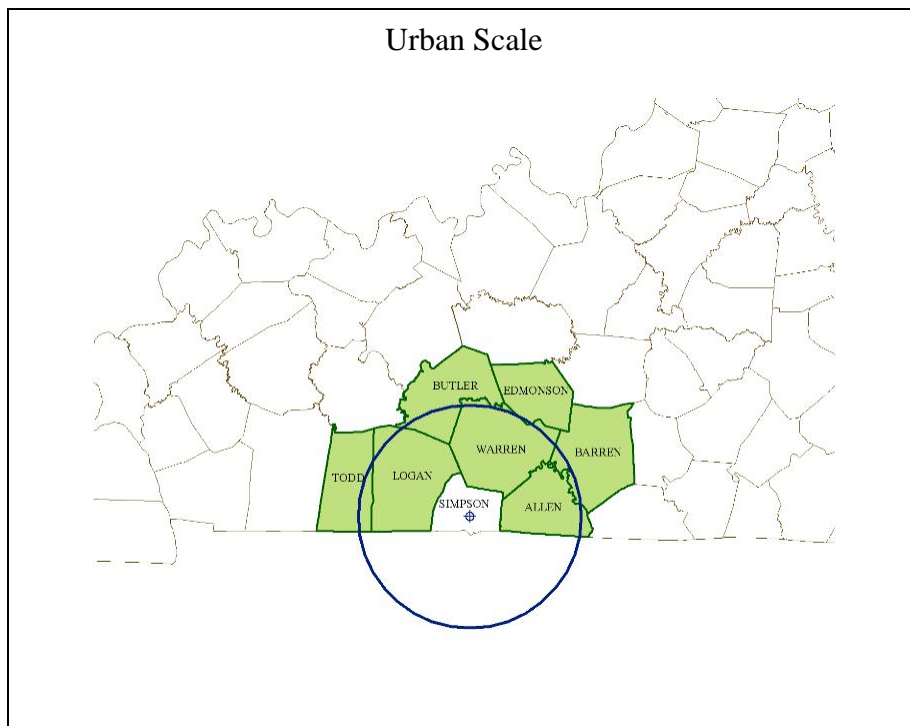 Urban Scale
BUTLER
EDMONSON
WARREN
BARREN
TODD
LOGAN
SIMPSON
ALLEN